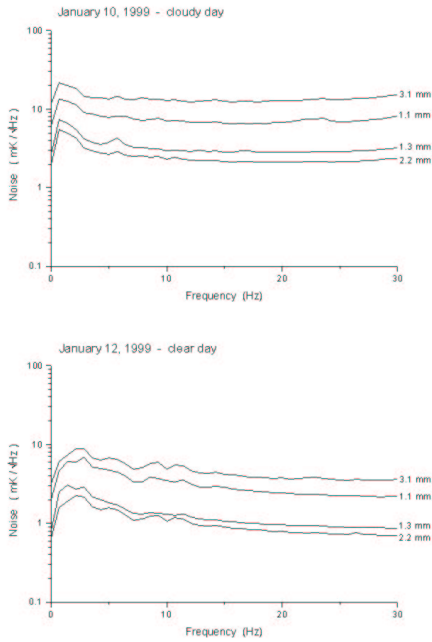 January 10, 1999 - cloudy day
100
10
1
0.1
Noise ( mK / √Hz )
3.1 mm
1.1 mm
1.3 mm
2.2 mm
0
10
20
30
Frequency (Hz)
January 12, 1999 - clear day
100
10
1
0.1
Noise ( mK / √Hz )
3.1 mm
1.1 mm
1.3 mm
2.2 mm
0
10
20
30
Frequency (Hz)